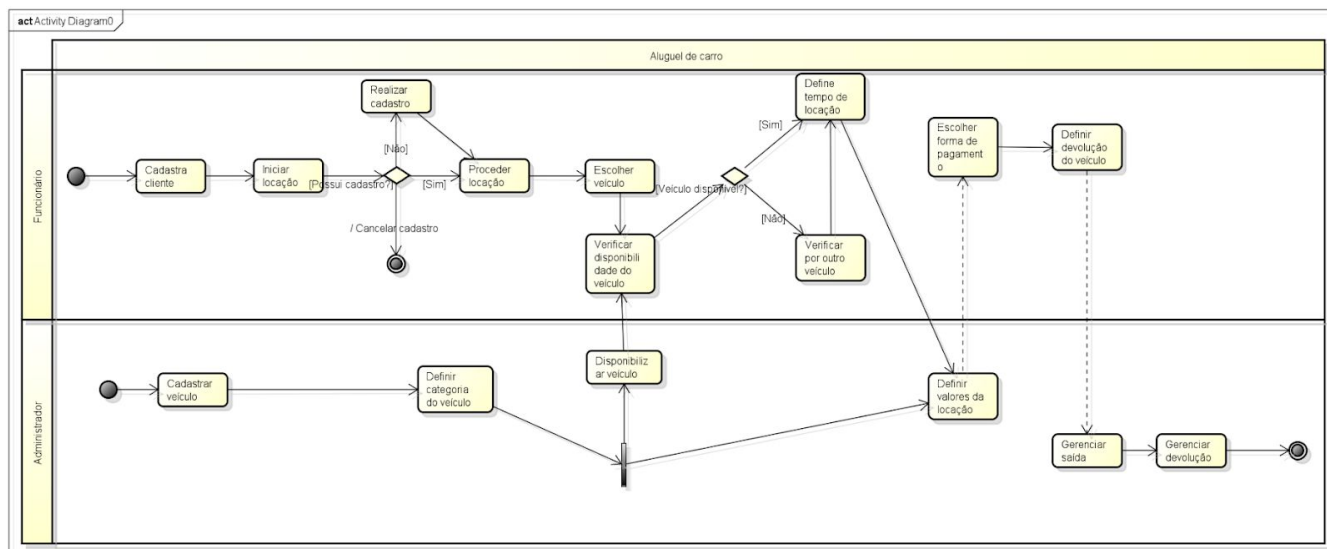 act Activity Diagram0
Aluguel de carro
Funcionário
Realizar
cadastro
Define
tempo de
locação
[Não]
[Sim]
Escolher
forma de
pagament
o
Definir
devolução
do veículo
Cadastra
cliente
Iniciar
locação
[Possui cadastro?]
[Sim]
Proceder
locação
Escolher
veículo
[Veículo disponível?]
[Não]
/ Cancelar cadastro
Verificar
disponibili
dade do
veículo
Verificar
por outro
veículo
Administrador
Cadastrar
veículo
Definir
categoria
do veículo
Disponibiliz
ar veículo
Definir
valores da
locação
Gerenciar
saída
Gerenciar
devolução